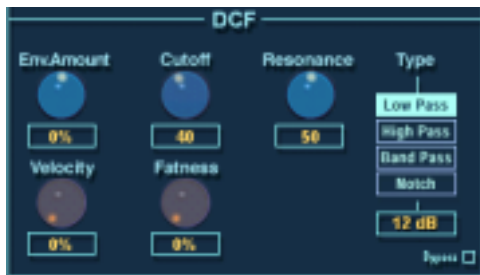 DCF
Env.Amount Cutoff Resonance Type
Low Pass
0% 40 50 High Pass
Band Pass
Velocity Fatness
Notch
0% 0% 12 dB
Bypass